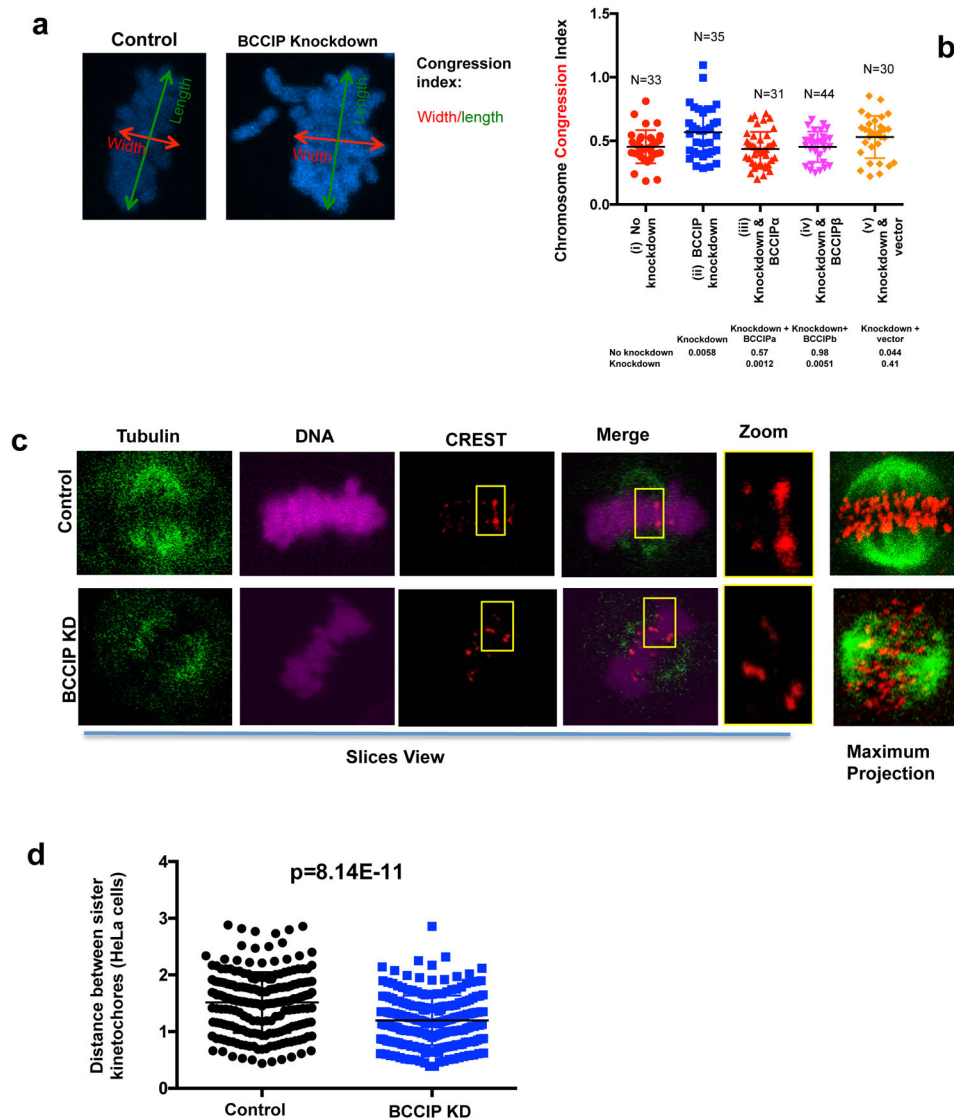 a
Control
BCCIP Knockdown
Length
Width
Length
Width
Congression
index:
Width/length
b
Chromosome Congression Index
1.5
1.0
0.5
0.0
N=33
N=35
N=31
N=44
N=30
(i) No
knockdown
(ii) BCCIP
knockdown
(iii)
Knockdown &
BCCIPα
(iv)
Knockdown &
BCCIPβ
(v)
Knockdown &
vector
Knockdown
Knockdown +
BCCIPa
Knockdown+
BCCIPb
Knockdown +
vector
No knockdown 0.0058 0.57 0.98 0.044
Knockdown 0.0012 0.0051 0.41
c
Tubulin DNA CREST Merge Zoom
Control
BCCIP KD
Slices View
Maximum
Projection
d
p=8.14E-11
Distance between sister
kinetochores (HeLa cells)
4
3
2
1
0
Control
BCCIP KD